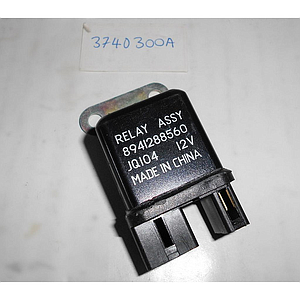 3740300A
RELAY ASSY
8941288560
JQ104 12V
MADE IN CHINA